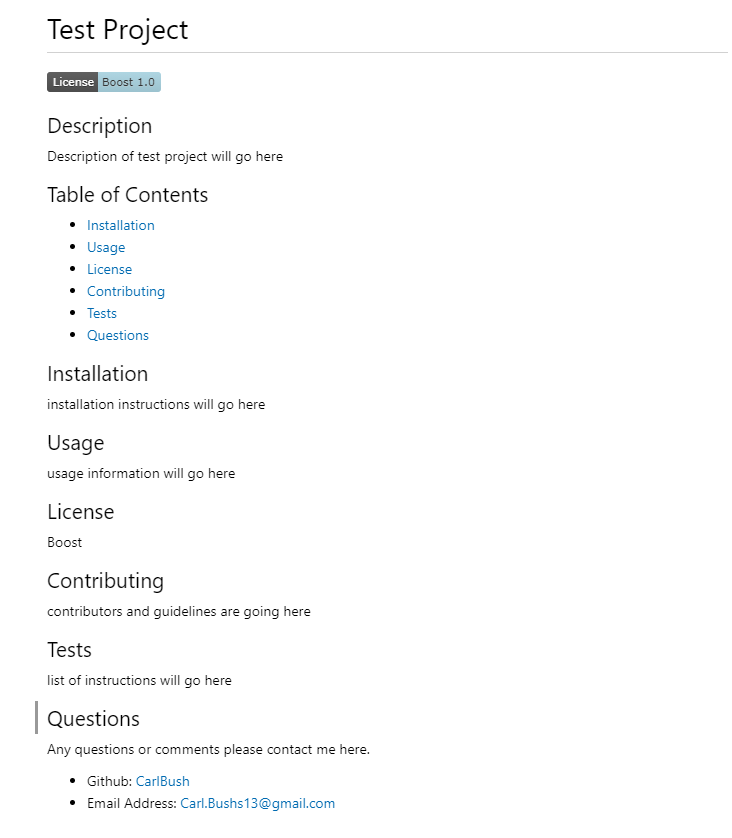 Test Project
License Boost 1.0
Description
Description of test project will go here
Table of Contents
Installation
Usage
License
Contributing
Tests
Questions
Installation
installation instructions will go here
Usage
usage information will go here
License
Boost
Contributing
contributors and guidelines are going here
Tests
list of instructions will go here
Questions
Any questions or comments please contact me here.
Github: CarlBush
Email Address: Carl.Bushs13@gmail.com